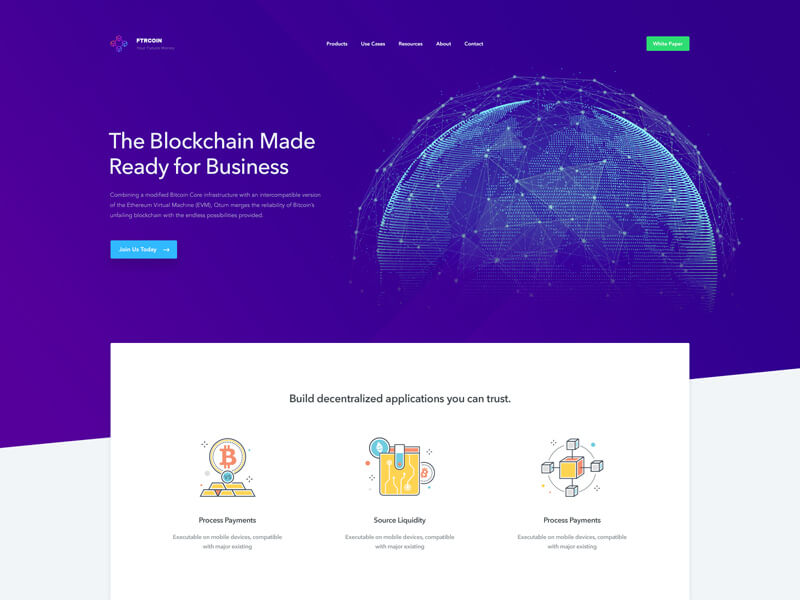 FTRCOIN
Your Future Money
Products
Use Cases
Resources
About
Contact
White Paper
The Blockchain Made
Ready for Business
Combining a modified Bitcoin Core infrastructure with an intercompatible version
of the Ethereum Virtual Machine (EVM), Qtum merges the reliability of Bitcoin's
unfailing blockchain with the endless possibilities provided.
Join Us Today →
Build decentralized applications you can trust.
Process Payments
Executable on mobile devices, compatible
with major existing
Source Liquidity
Executable on mobile devices, compatible
with major existing
Process Payments
Executable on mobile devices, compatible
with major existing